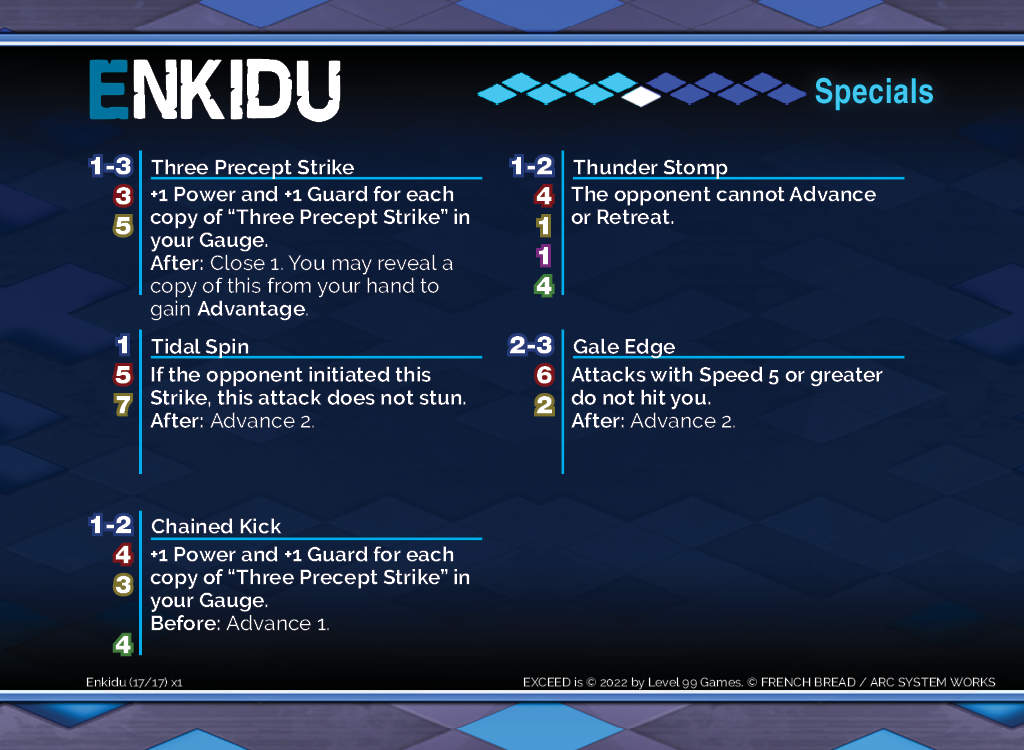 ENKIDU
Specials
1-3 Three Precept Strike
3 +1 Power and +1 Guard for each
5 copy of “Three Precept Strike” in
your Gauge.
After: Close 1. You may reveal a
copy of this from your hand to
gain Advantage.
1-2 Thunder Stomp
4 The opponent cannot Advance
1 or Retreat.
1
4
1 Tidal Spin
5 If the opponent initiated this
7 Strike, this attack does not stun.
After: Advance 2.
2-3 Gale Edge
6 Attacks with Speed 5 or greater
2 do not hit you.
After: Advance 2.
1-2 Chained Kick
4 +1 Power and +1 Guard for each
3 copy of “Three Precept Strike” in
your Gauge.
4 Before: Advance 1.
Enkidu (17/17) x1
EXCEED is © 2022 by Level 99 Games. © FRENCH BREAD / ARC SYSTEM WORKS